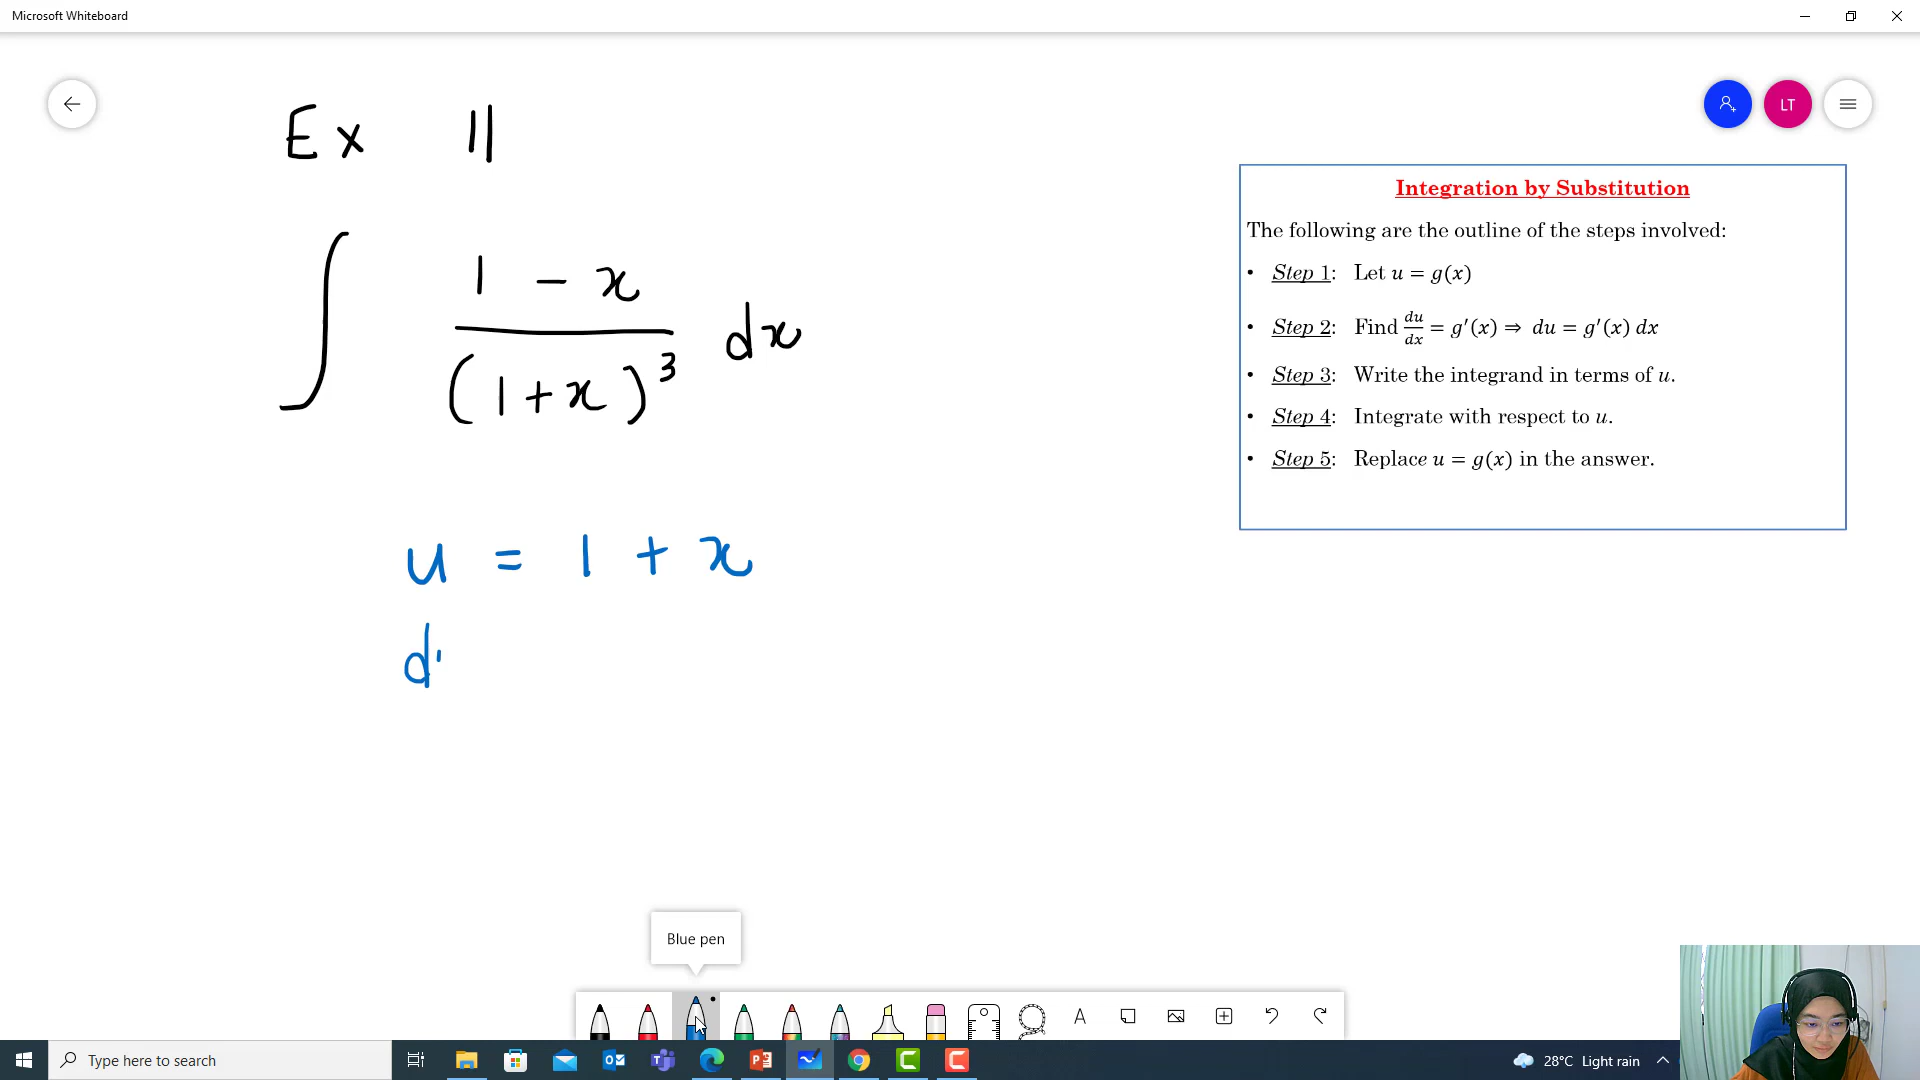 Microsoft Whiteboard
Ex 11
LT
∫ (1 - x)/(1+x)³ dx
u = 1 + x
d
Integration by Substitution
The following are the outline of the steps involved:
• Step 1: Let u = g(x)
• Step 2: Find du/dx = g′(x) ⇒ du = g′(x) dx
• Step 3: Write the integrand in terms of u.
• Step 4: Integrate with respect to u.
• Step 5: Replace u = g(x) in the answer.
Blue pen
Type here to search
28°C Light rain